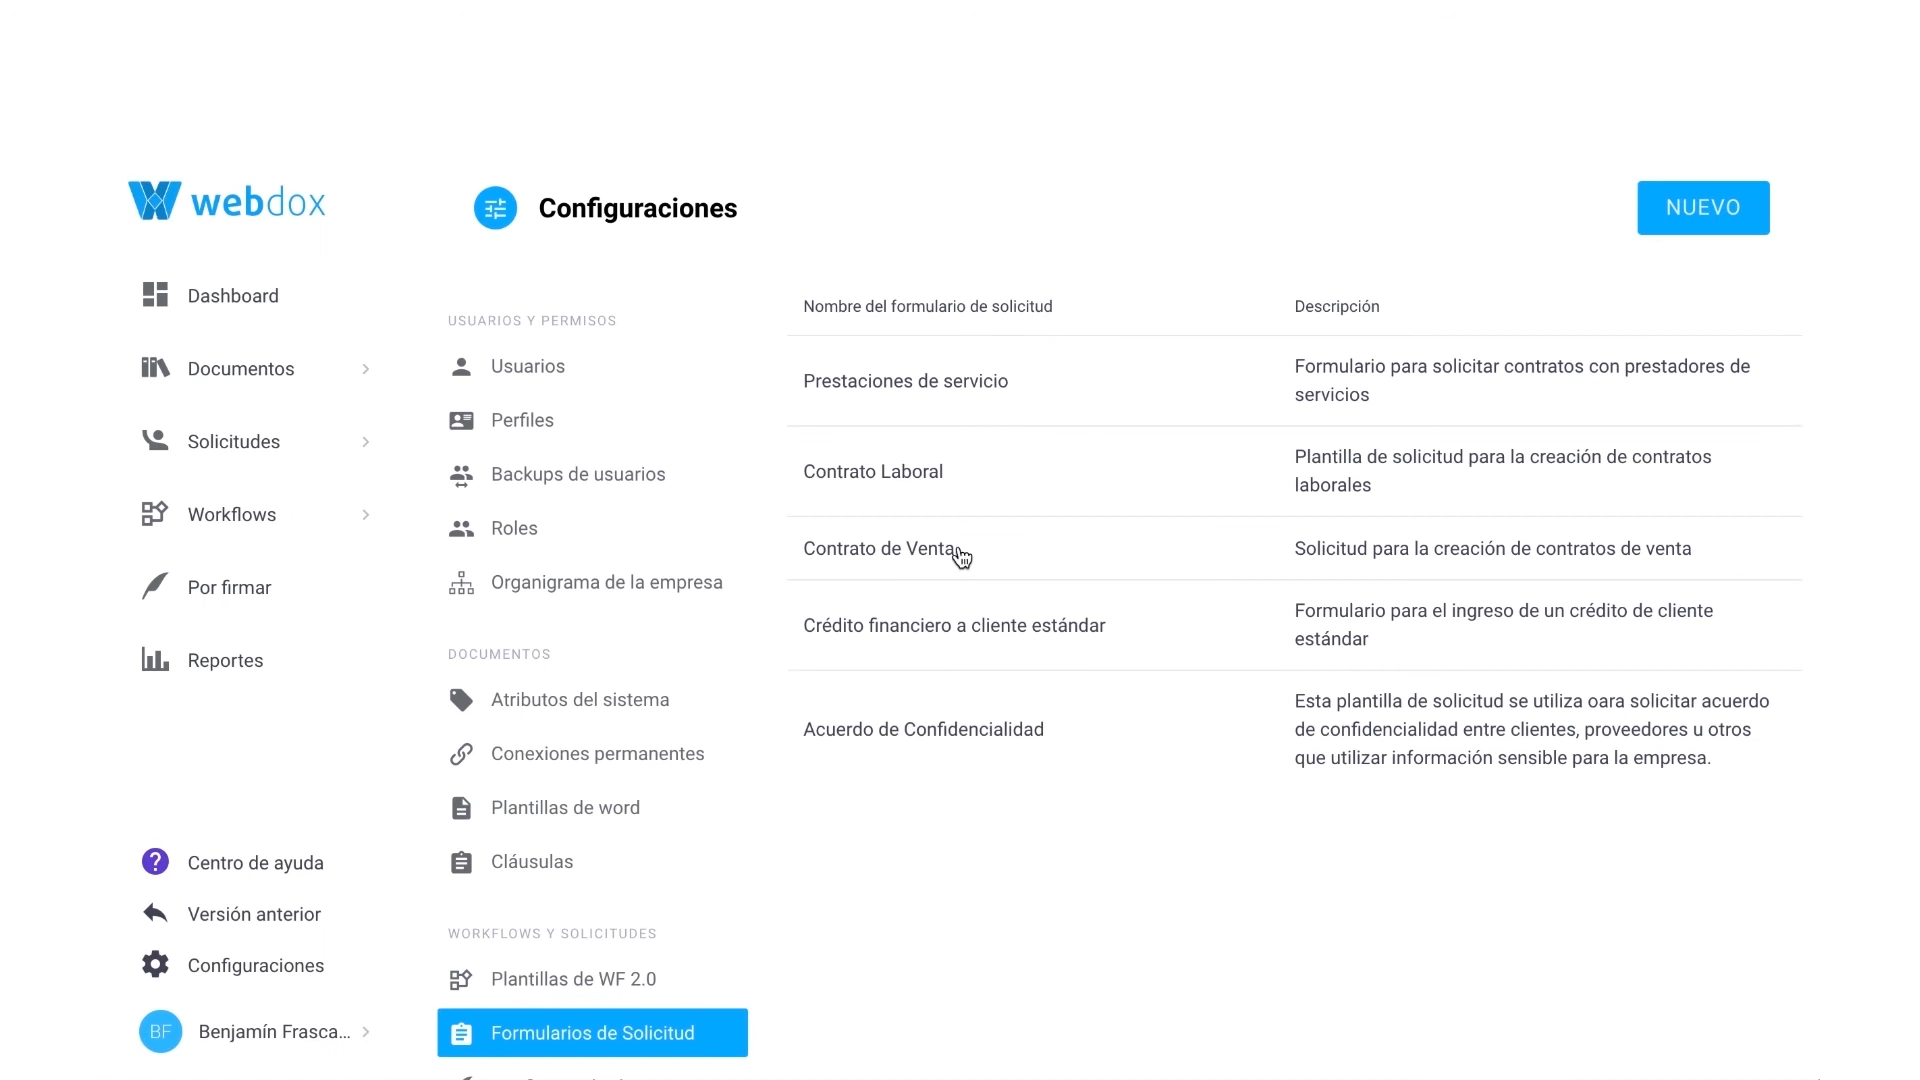 webdox
Configuraciones
NUEVO
Dashboard
Documentos
Solicitudes
Workflows
Por firmar
Reportes
Centro de ayuda
Versión anterior
Configuraciones
BF
Benjamín Frasca...
USUARIOS Y PERMISOS
Usuarios
Perfiles
Backups de usuarios
Roles
Organigrama de la empresa
DOCUMENTOS
Atributos del sistema
Conexiones permanentes
Plantillas de word
Cláusulas
WORKFLOWS Y SOLICITUDES
Plantillas de WF 2.0
Formularios de Solicitud
Nombre del formulario de solicitud
Descripción
Prestaciones de servicio
Formulario para solicitar contratos con prestadores de
servicios
Contrato Laboral
Plantilla de solicitud para la creación de contratos
laborales
Contrato de Venta
Solicitud para la creación de contratos de venta
Crédito financiero a cliente estándar
Formulario para el ingreso de un crédito de cliente
estándar
Acuerdo de Confidencialidad
Esta plantilla de solicitud se utiliza oara solicitar acuerdo
de confidencialidad entre clientes, proveedores u otros
que utilizar información sensible para la empresa.